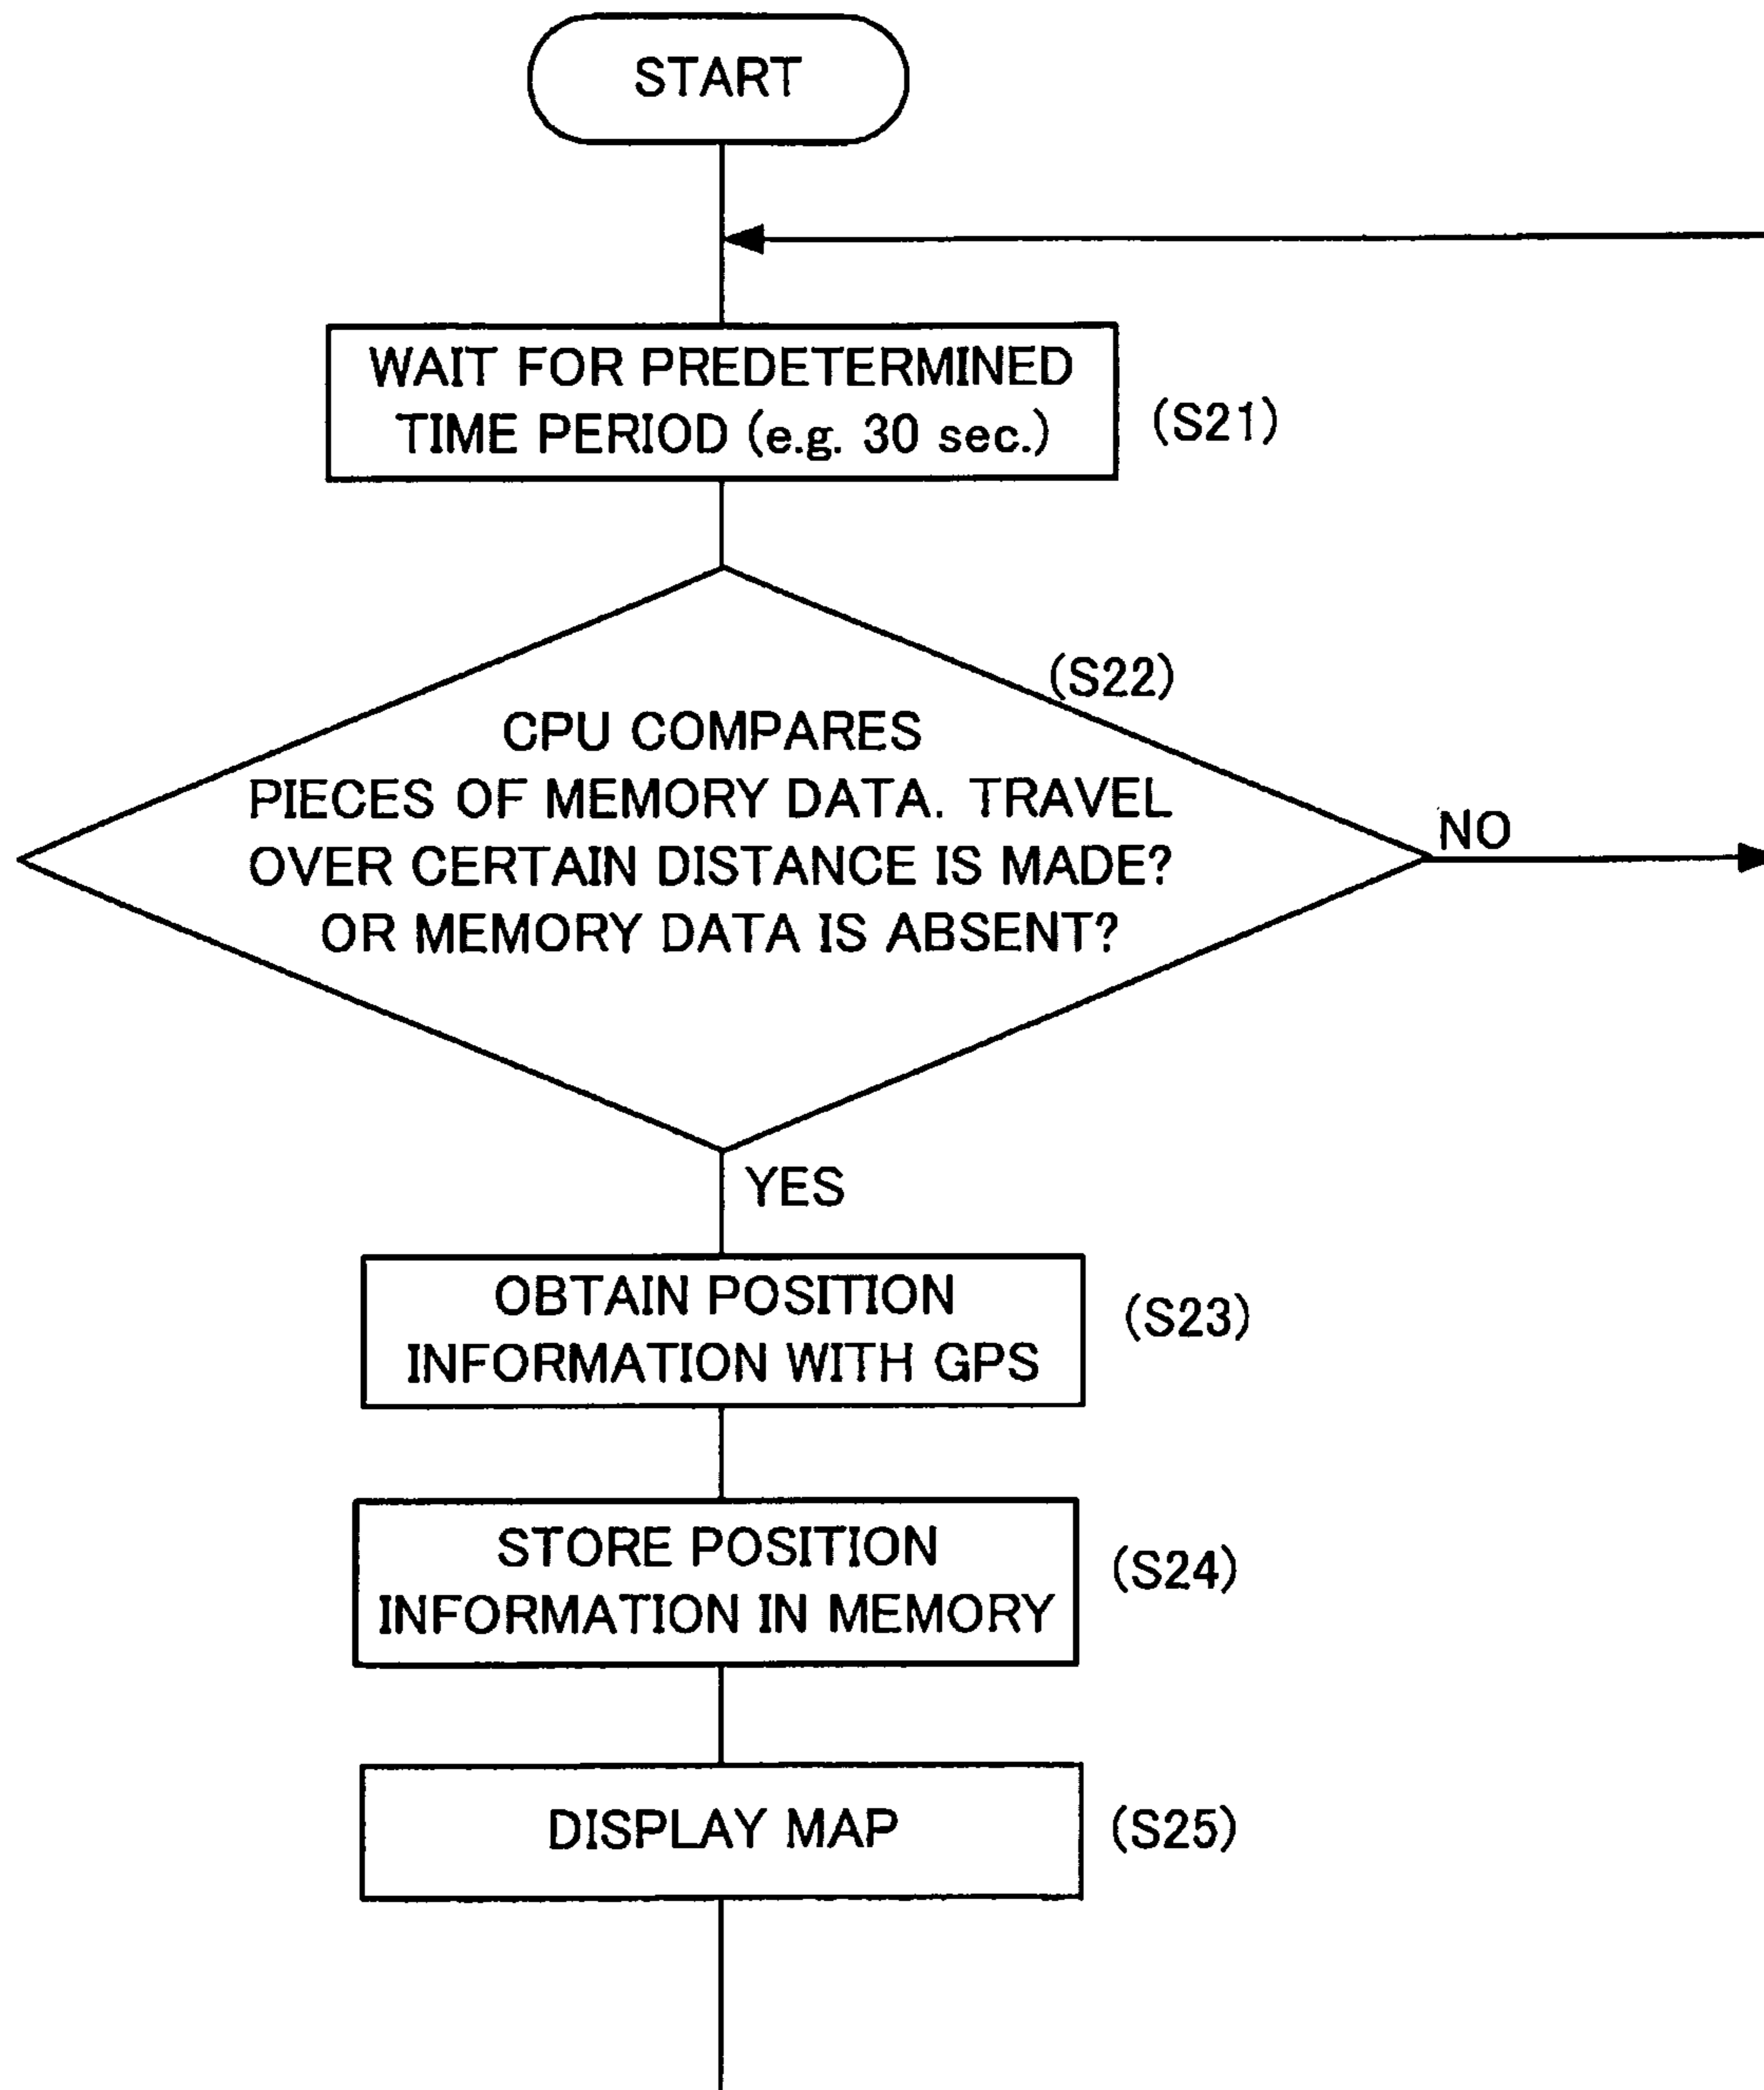 START
WAIT FOR PREDETERMINED
TIME PERIOD (e.g. 30 sec.)
(S21)
(S22)
CPU COMPARES
PIECES OF MEMORY DATA. TRAVEL
OVER CERTAIN DISTANCE IS MADE?
OR MEMORY DATA IS ABSENT?
NO
YES
OBTAIN POSITION
INFORMATION WITH GPS
(S23)
STORE POSITION
INFORMATION IN MEMORY
(S24)
DISPLAY MAP
(S25)